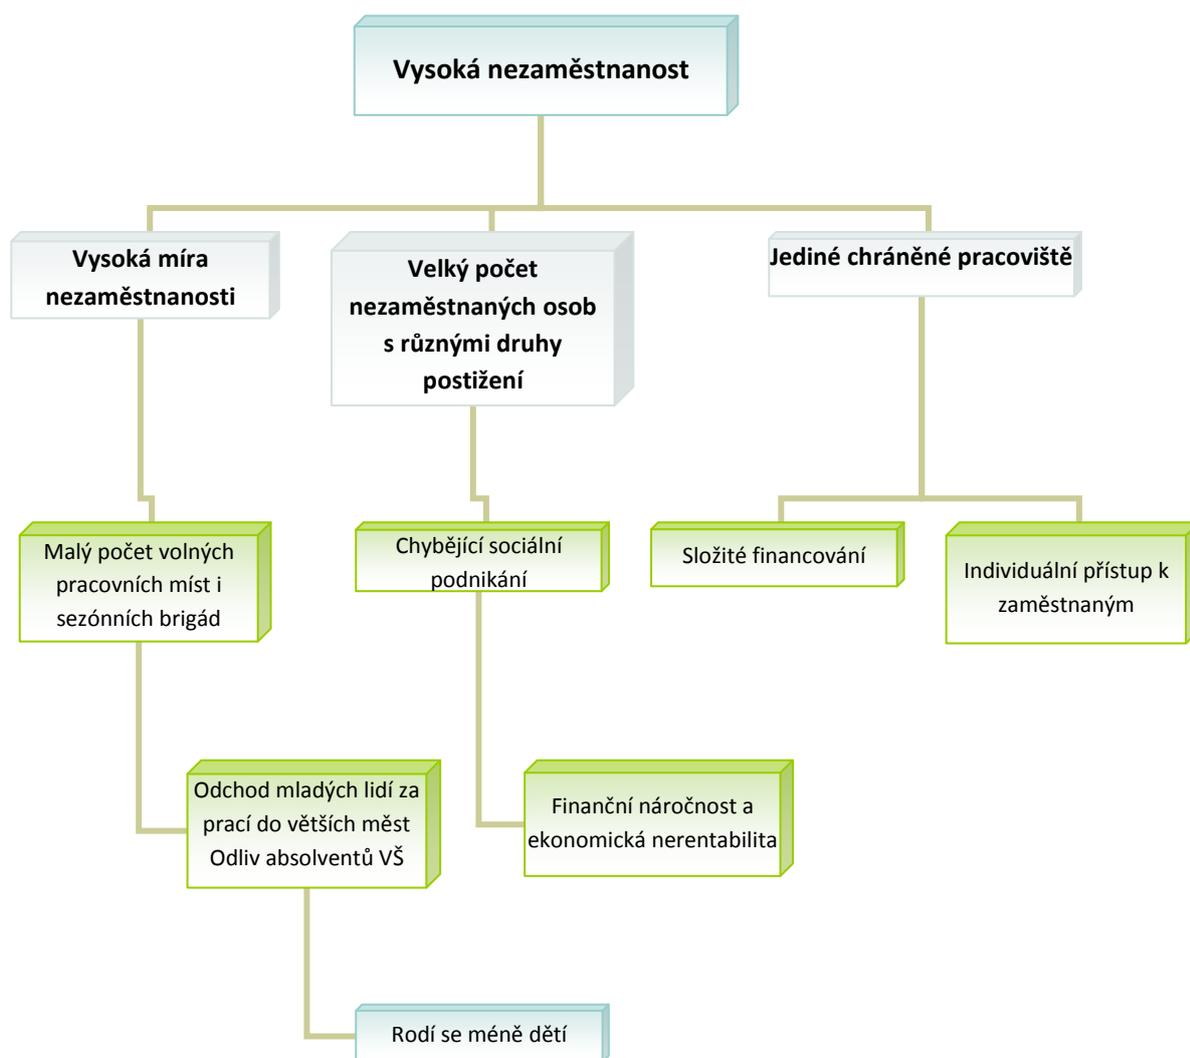 Vysoká nezaměstnanost
Vysoká míra
nezaměstnanosti
Velký počet
nezaměstnaných osob
s různými druhy
postižení
Jediné chráněné pracoviště
Malý počet volných
pracovních míst i
sezónních brigád
Chybějící sociální
podnikání
Složité financování
Individuální přístup k
zaměstnaným
Odchod mladých lidí za
prací do větších měst
Odliv absolventů VŠ
Finanční náročnost a
ekonomická nerentabilita
Rodí se méně dětí